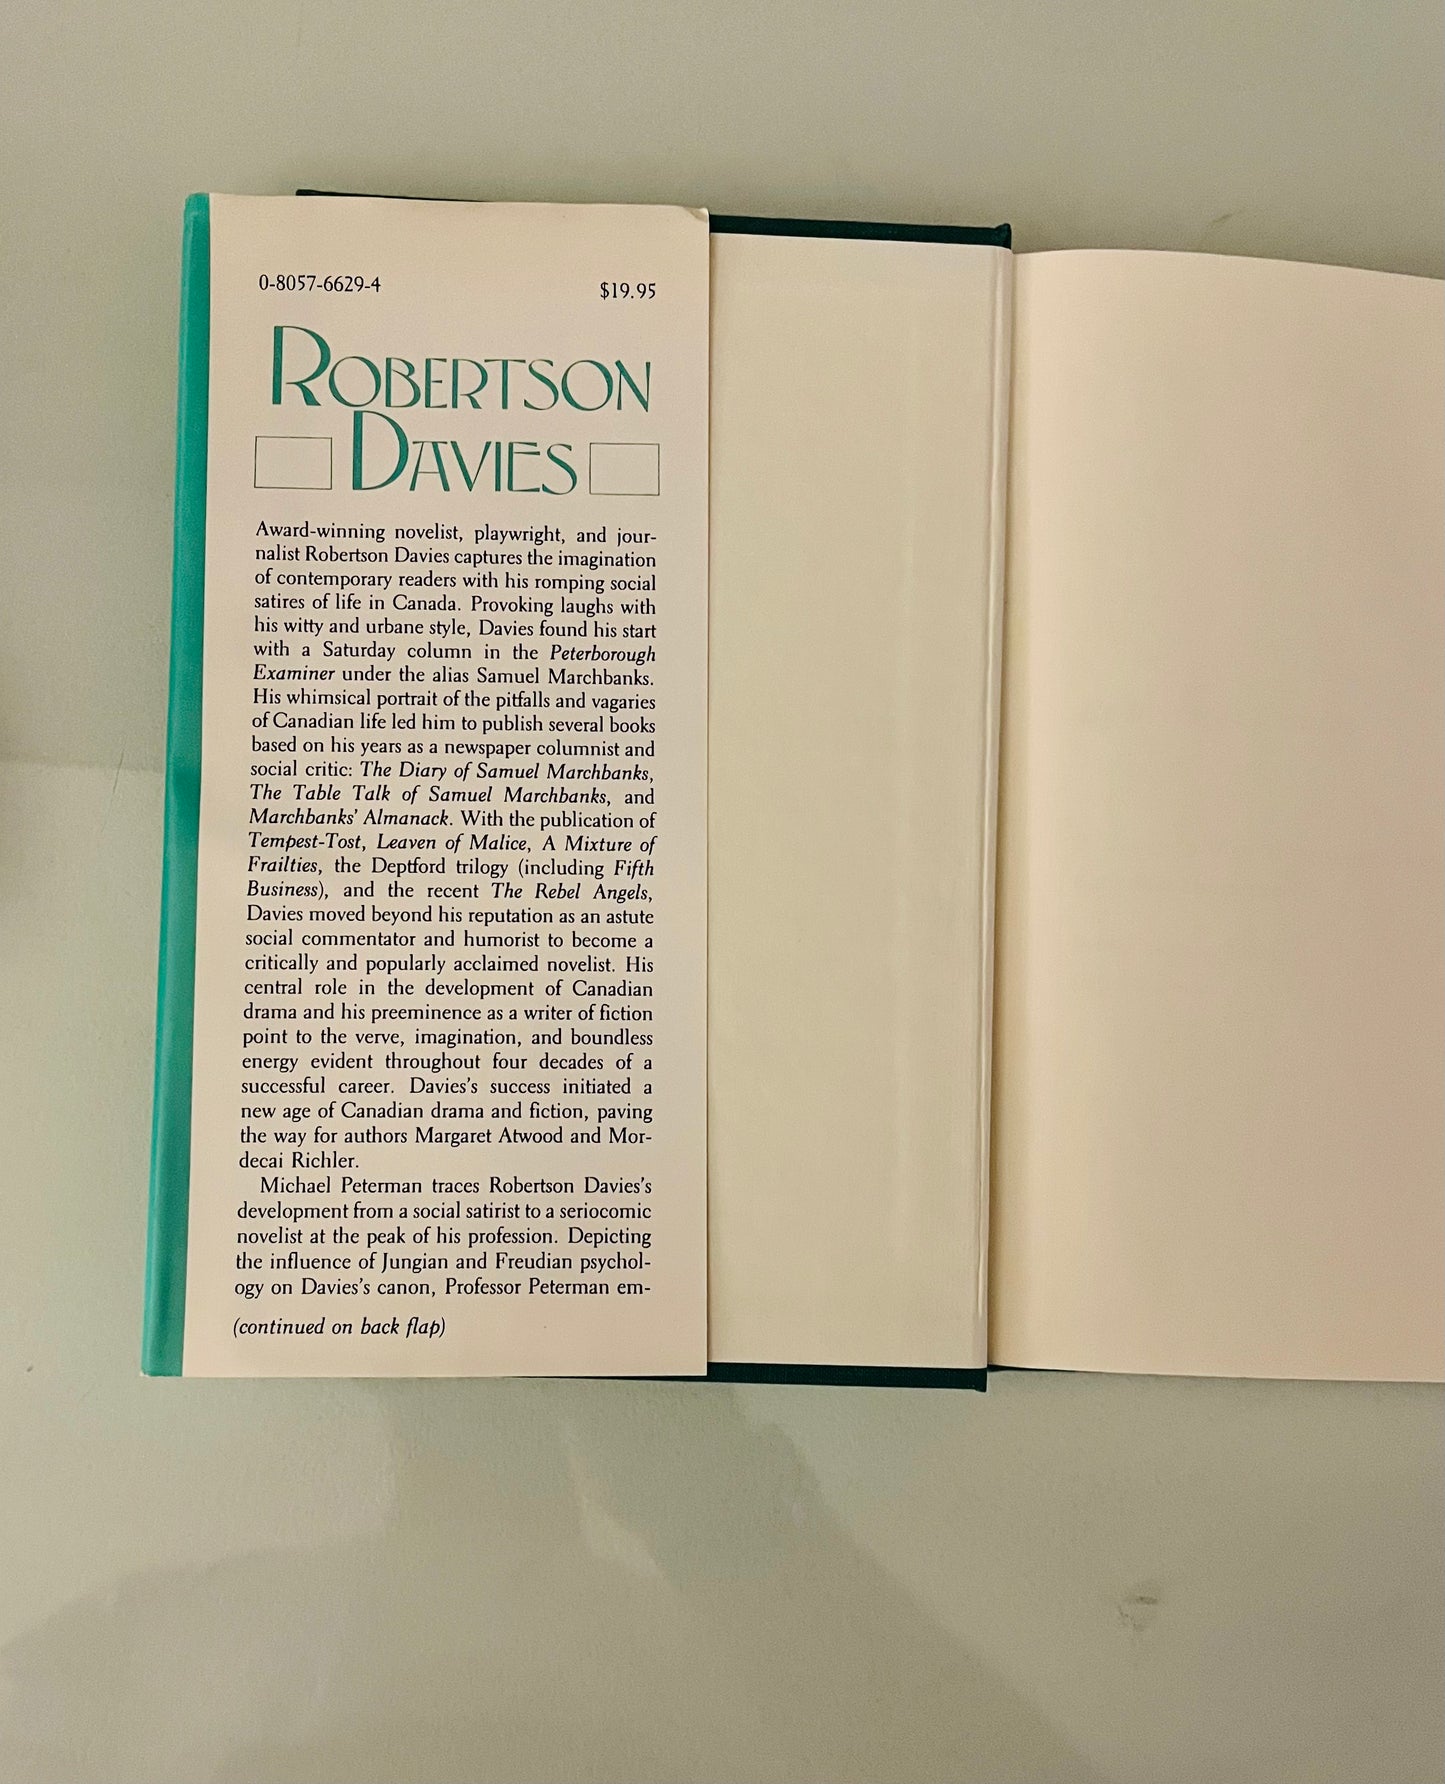 0-8057-6629-4
$19.95
ROBERTSON
DAVIES
Award-winning novelist, playwright, and jour-
nalist Robertson Davies captures the imagination
of contemporary readers with his romping social
satires of life in Canada. Provoking laughs with
his witty and urbane style, Davies found his start
with a Saturday column in the Peterborough
Examiner under the alias Samuel Marchbanks.
His whimsical portrait of the pitfalls and vagaries
of Canadian life led him to publish several books
based on his years as a newspaper columnist and
social critic: The Diary of Samuel Marchbanks,
The Table Talk of Samuel Marchbanks, and
Marchbanks' Almanack. With the publication of
Tempest-Tost, Leaven of Malice, A Mixture of
Frailties, the Deptford trilogy (including Fifth
Business), and the recent The Rebel Angels,
Davies moved beyond his reputation as an astute
social commentator and humorist to become a
critically and popularly acclaimed novelist. His
central role in the development of Canadian
drama and his preeminence as a writer of fiction
point to the verve, imagination, and boundless
energy evident throughout four decades of a
successful career. Davies's success initiated a
new age of Canadian drama and fiction, paving
the way for authors Margaret Atwood and Mor-
decai Richler.
Michael Peterman traces Robertson Davies's
development from a social satirist to a seriocomic
novelist at the peak of his profession. Depicting
the influence of Jungian and Freudian psychol-
ogy on Davies's canon, Professor Peterman em-
(continued on back flap)